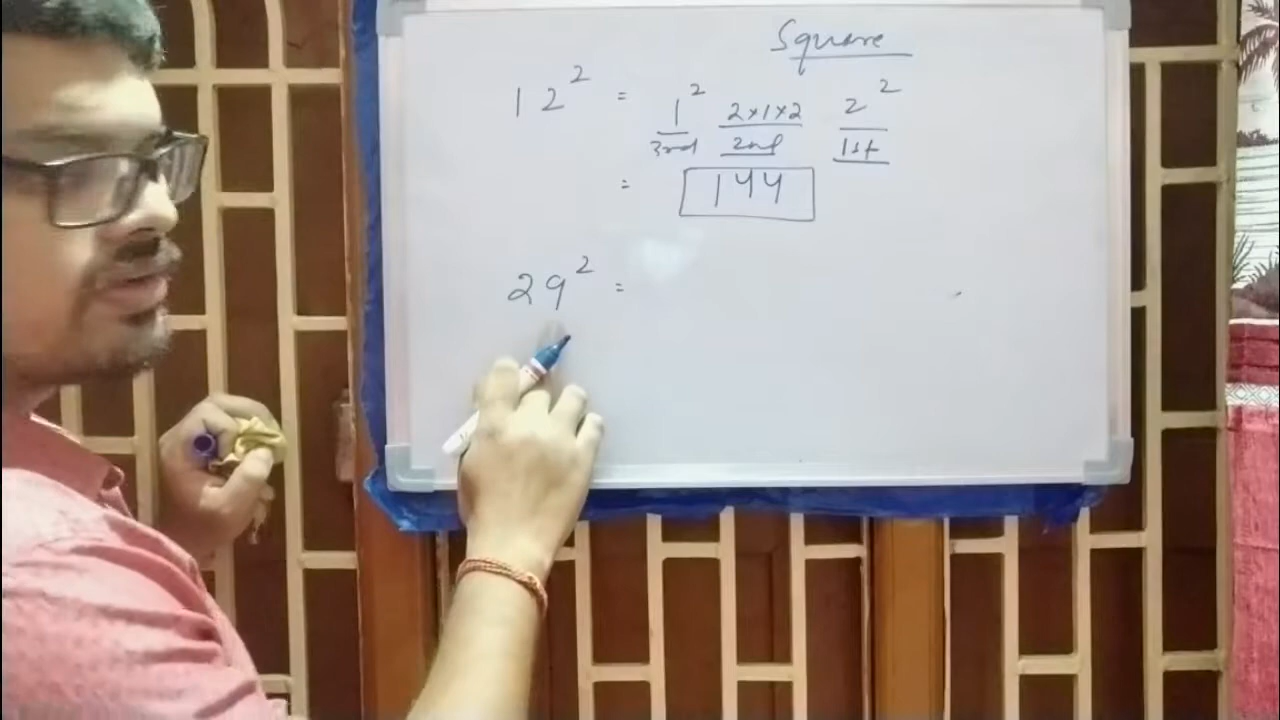 Square
12² = 1² 2×1×2 2²
3rd 2nd 1st
= 144
29² =